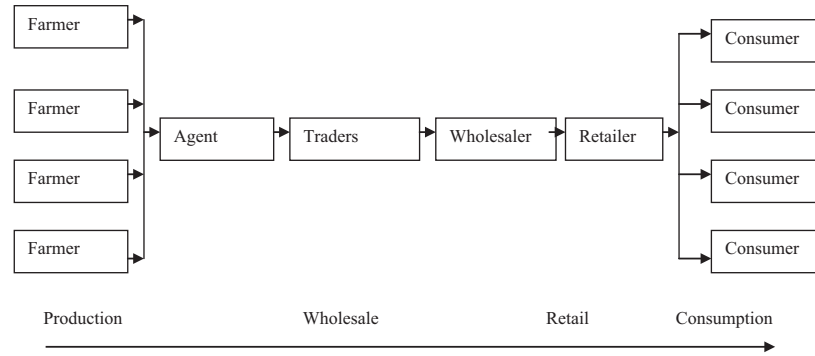 Farmer
Farmer
Farmer
Farmer
Agent
Traders
Wholesaler
Retailer
Consumer
Consumer
Consumer
Consumer
Production
Wholesale
Retail
Consumption